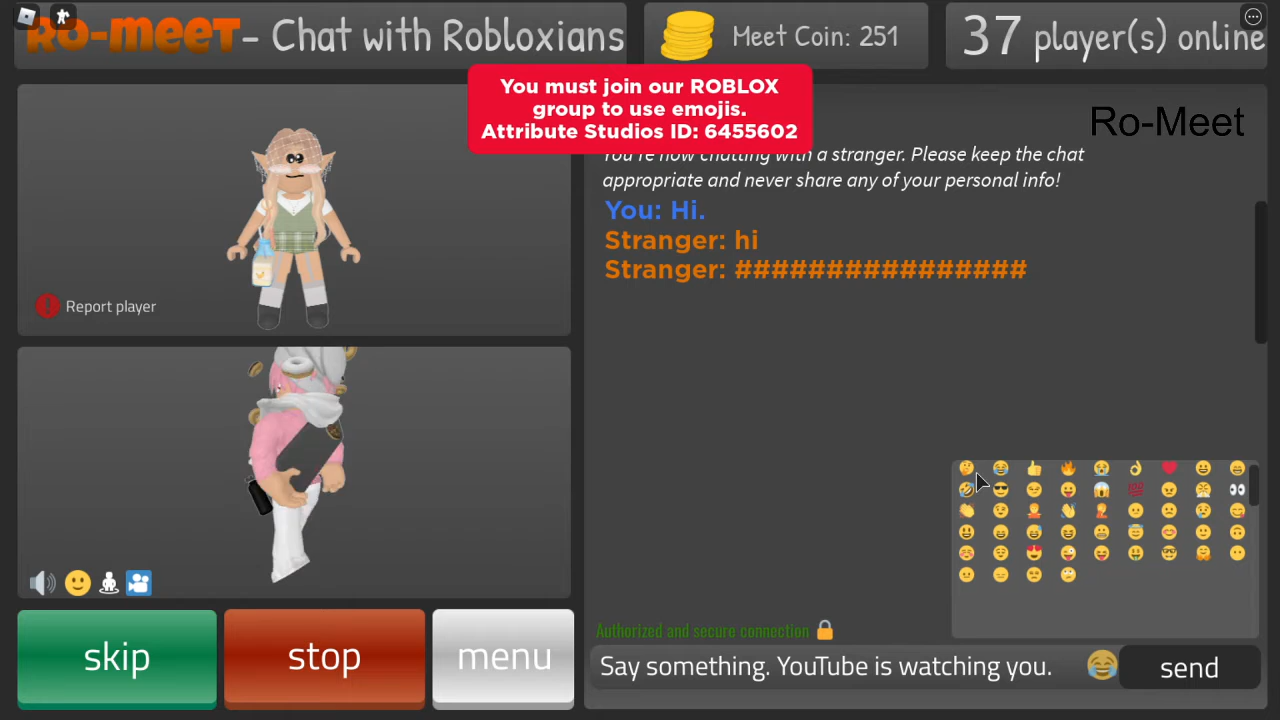 RO-MEET - Chat with Robloxians
Meet Coin: 251
37 player(s) online
You must join our ROBLOX
group to use emojis.
Attribute Studios ID: 6455602
Ro-Meet
You're now chatting with a stranger. Please keep the chat
appropriate and never share any of your personal info!
You: Hi.
Stranger: hi
Stranger: ################
Report player
Authorized and secure connection
Say something. YouTube is watching you.
send
skip
stop
menu